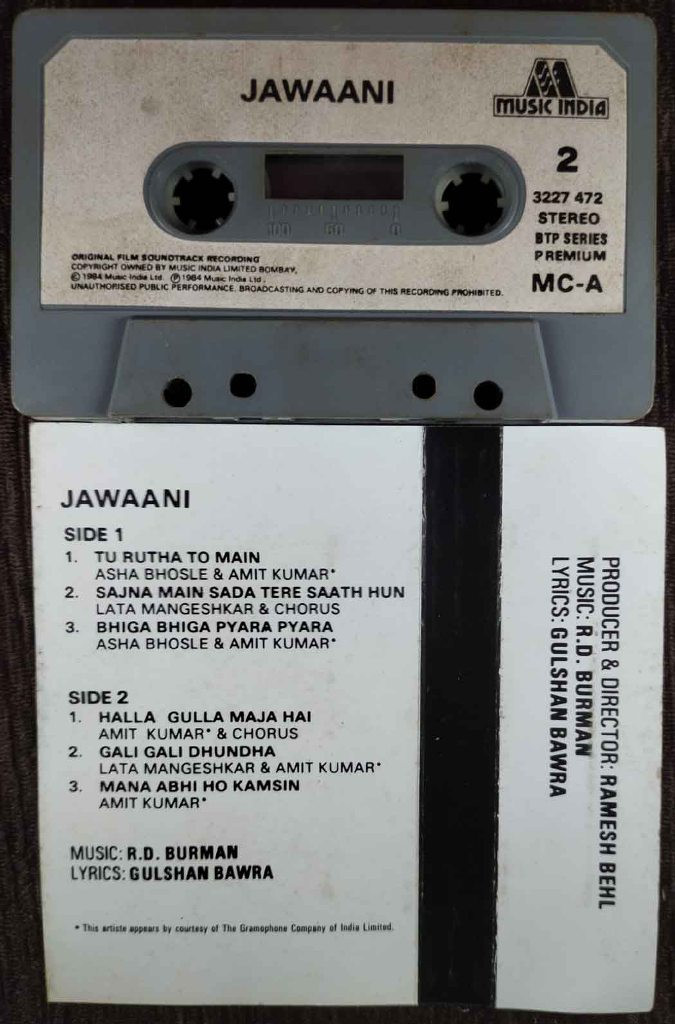 JAWAANI
MUSIC INDIA
2
3227 472
STEREO
BTP SERIES
PREMIUM
MC-A
100 50 0
ORIGINAL FILM SOUNDTRACK RECORDING
COPYRIGHT OWNED BY MUSIC INDIA LIMITED BOMBAY,
© 1984 Music India Ltd. Ⓟ 1984 Music India Ltd.
UNAUTHORISED PUBLIC PERFORMANCE, BROADCASTING AND COPYING OF THIS RECORDING PROHIBITED.
JAWAANI
SIDE 1
1. TU RUTHA TO MAIN
ASHA BHOSLE & AMIT KUMAR*
2. SAJNA MAIN SADA TERE SAATH HUN
LATA MANGESHKAR & CHORUS
3. BHIGA BHIGA PYARA PYARA
ASHA BHOSLE & AMIT KUMAR*
SIDE 2
1. HALLA GULLA MAJA HAI
AMIT KUMAR* & CHORUS
2. GALI GALI DHUNDHA
LATA MANGESHKAR & AMIT KUMAR*
3. MANA ABHI HO KAMSIN
AMIT KUMAR*
MUSIC: R.D. BURMAN
LYRICS: GULSHAN BAWRA
* This artiste appears by courtesy of The Gramophone Company of India Limited.
PRODUCER & DIRECTOR: RAMESH BEHL
MUSIC: R.D. BURMAN
LYRICS: GULSHAN BAWRA